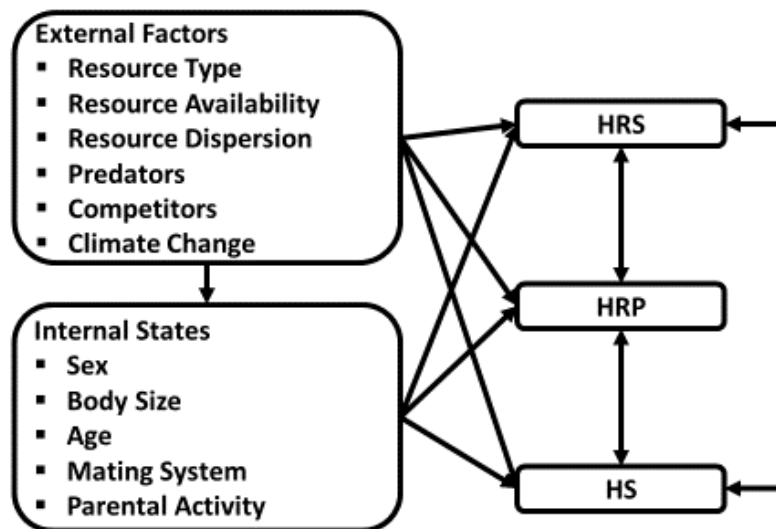 External Factors
▪ Resource Type
▪ Resource Availability
▪ Resource Dispersion
▪ Predators
▪ Competitors
▪ Climate Change
Internal States
▪ Sex
▪ Body Size
▪ Age
▪ Mating System
▪ Parental Activity
HRS
HRP
HS